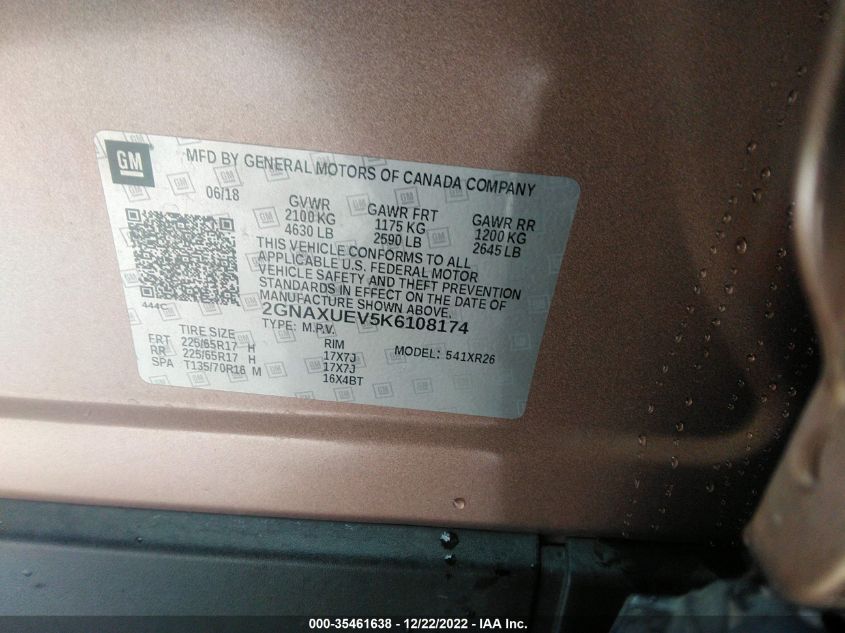 GM
MFD BY GENERAL MOTORS OF CANADA COMPANY
06/18
GVWR GAWR FRT GAWR RR
2100 KG 1175 KG 1200 KG
4630 LB 2590 LB 2645 LB
THIS VEHICLE CONFORMS TO ALL
APPLICABLE U.S. FEDERAL MOTOR
VEHICLE SAFETY AND THEFT PREVENTION
STANDARDS IN EFFECT ON THE DATE OF
MANUFACTURE SHOWN ABOVE.
444C
2GNAXUEV5K6108174
TYPE: M.P.V.
MODEL: 541XR26
TIRE SIZE RIM
FRT 225/65R17 H 17X7J
RR 225/65R17 H 17X7J
SPA T135/70R16 M 16X4BT
000-35461638 - 12/22/2022 - IAA Inc.